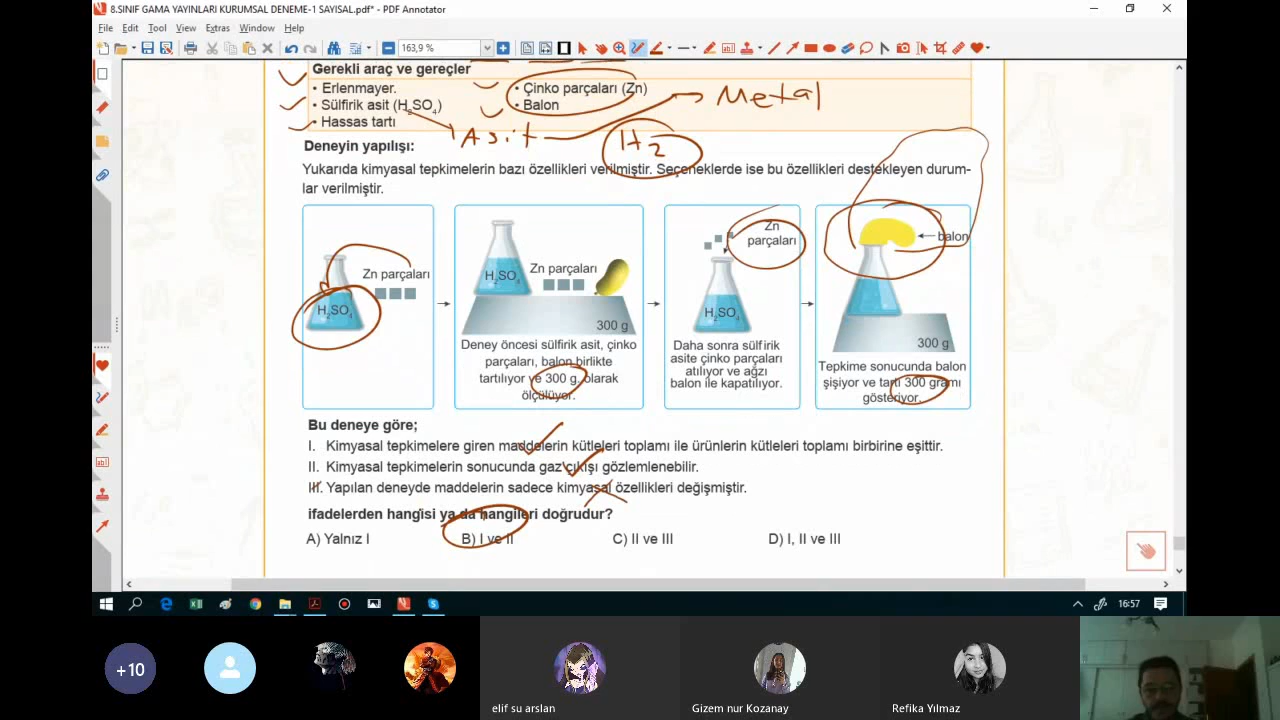 8.SINIF GAMA YAYINLARI KURUMSAL DENEME-1 SAYISAL.pdf* - PDF Annotator
File Edit Tool View Extras Window Help
163,9 %
Gerekli araç ve gereçler
• Erlenmayer.
• Çinko parçaları (Zn)
• Sülfirik asit (H₂SO₄)
• Balon
• Hassas tartı
Metal
Asit
H₂
Deneyin yapılışı:
Yukarıda kimyasal tepkimelerin bazı özellikleri verilmiştir. Seçeneklerde ise bu özellikleri destekleyen durum-
lar verilmiştir.
Zn parçaları
H₂SO₄
H₂SO₄
Zn parçaları
300 g
Deney öncesi sülfirik asit, çinko
parçaları, balon birlikte
tartılıyor ve 300 g. olarak
ölçülüyor.
Zn
parçaları
H₂SO₄
Daha sonra sülfirik
asite çinko parçaları
atılıyor ve ağzı
balon ile kapatılıyor.
balon
300 g
Tepkime sonucunda balon
şişiyor ve tartı 300 gramı
gösteriyor.
Bu deneye göre;
I. Kimyasal tepkimelere giren maddelerin kütleleri toplamı ile ürünlerin kütleleri toplamı birbirine eşittir.
II. Kimyasal tepkimelerin sonucunda gaz çıkışı gözlemlenebilir.
III. Yapılan deneyde maddelerin sadece kimyasal özellikleri değişmiştir.
ifadelerden hangisi ya da hangileri doğrudur?
A) Yalnız I B) I ve II C) II ve III D) I, II ve III
16:57
+10
elif su arslan
Gizem nur Kozanay
Refika Yılmaz